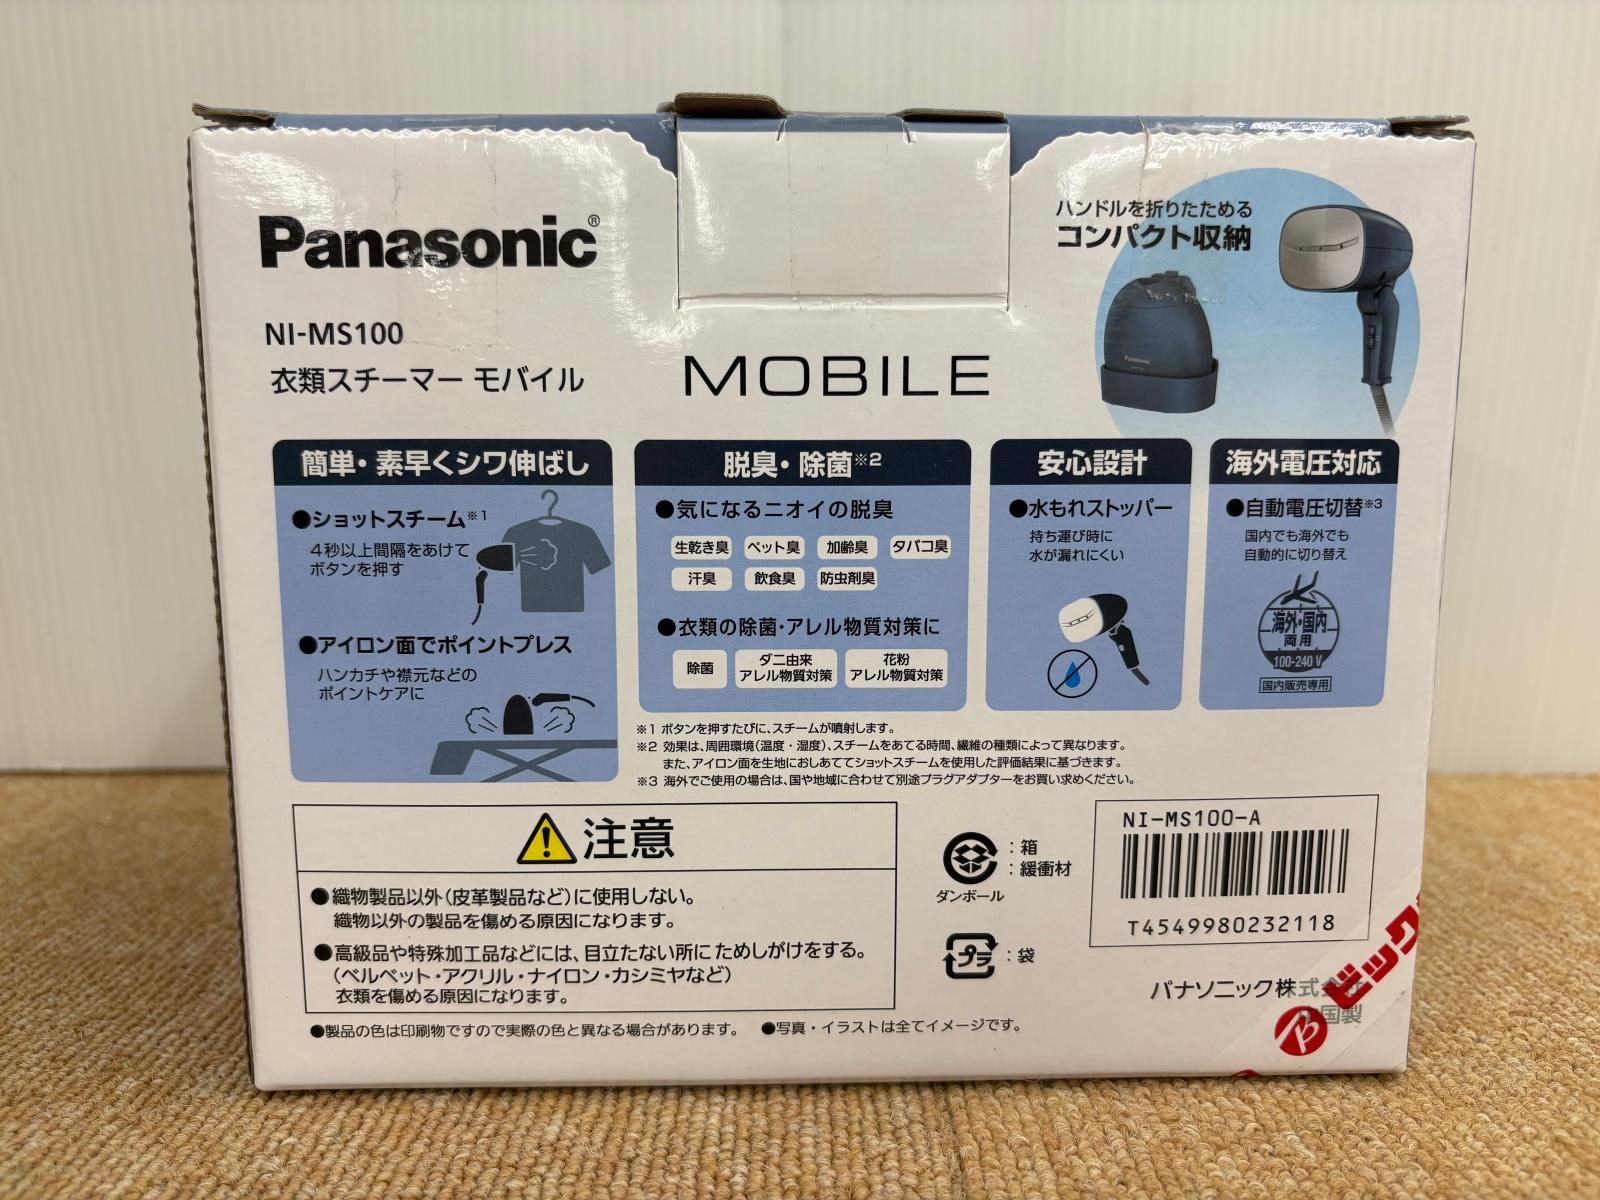 Panasonic®
NI-MS100
衣類スチーマー モバイル
MOBILE
ハンドルを折りたためる
コンパクト収納
Panasonic
簡単・素早くシワ伸ばし
●ショットスチーム※1
4秒以上間隔をあけて
ボタンを押す
●アイロン面でポイントプレス
ハンカチや襟元などの
ポイントケアに
脱臭・除菌※2
●気になるニオイの脱臭
生乾き臭 ペット臭 加齢臭 タバコ臭
汗臭 飲食臭 防虫剤臭
●衣類の除菌・アレル物質対策に
除菌
ダニ由来
アレル物質対策
花粉
アレル物質対策
安心設計
●水もれストッパー
持ち運び時に
水が漏れにくい
海外電圧対応
●自動電圧切替※3
国内でも海外でも
自動的に切り替え
海外・国内
両用
100-240 V
国内販売専用
※1 ボタンを押すたびに、スチームが噴射します。
※2 効果は、周囲環境(温度・湿度)、スチームをあてる時間、繊維の種類によって異なります。
また、アイロン面を生地におしあててショットスチームを使用した評価結果に基づきます。
※3 海外でご使用の場合は、国や地域に合わせて別途プラグアダプターをお買い求めください。
注意
●織物製品以外(皮革製品など)に使用しない。
織物以外の製品を傷める原因になります。
●高級品や特殊加工品などには、目立たない所に ためしがけをする。
(ベルベット・アクリル・ナイロン・カシミヤなど)
衣類を傷める原因になります。
●製品の色は印刷物ですので実際の色と異なる場合があります。 ●写真・イラストは全てイメージです。
:箱
:緩衝材
ダンボール
プラ
:袋
NI-MS100-A
T4549980232118
パナソニック株式会社
中国製
ビック